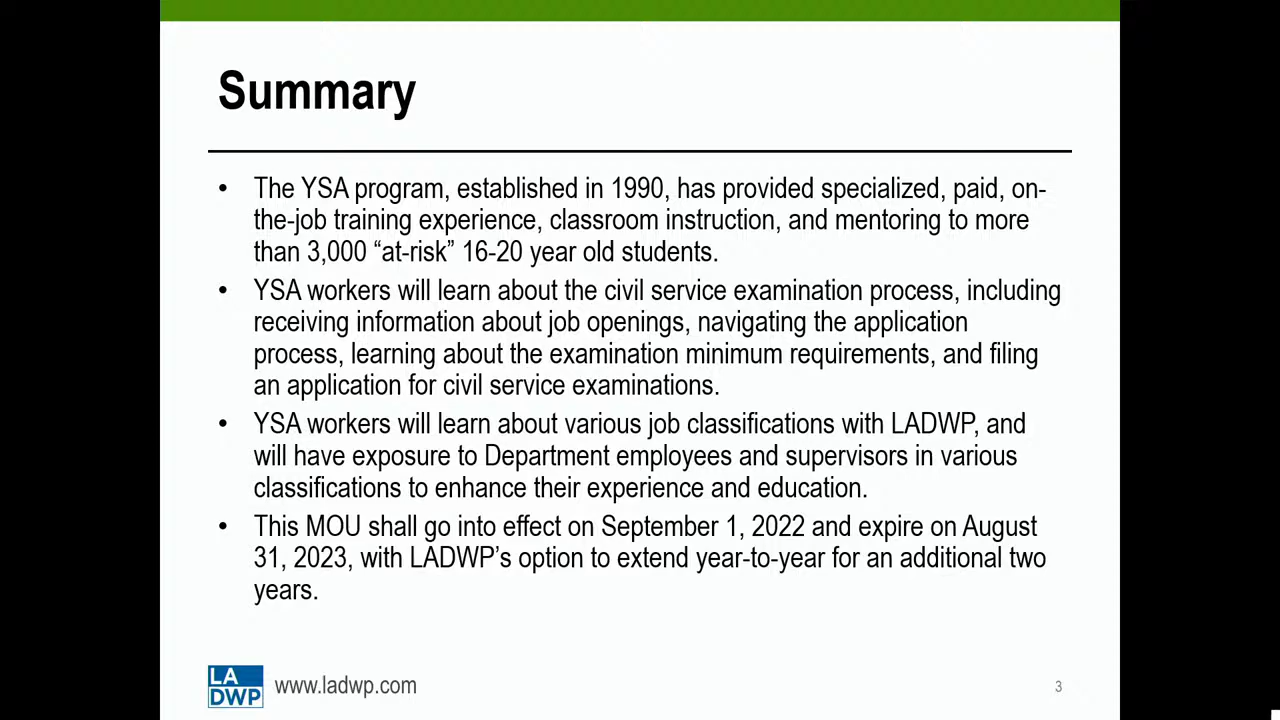 Summary
• The YSA program, established in 1990, has provided specialized, paid, on-
the-job training experience, classroom instruction, and mentoring to more
than 3,000 “at-risk” 16-20 year old students.
• YSA workers will learn about the civil service examination process, including
receiving information about job openings, navigating the application
process, learning about the examination minimum requirements, and filing
an application for civil service examinations.
• YSA workers will learn about various job classifications with LADWP, and
will have exposure to Department employees and supervisors in various
classifications to enhance their experience and education.
• This MOU shall go into effect on September 1, 2022 and expire on August
31, 2023, with LADWP’s option to extend year-to-year for an additional two
years.
LA
DWP
www.ladwp.com
3